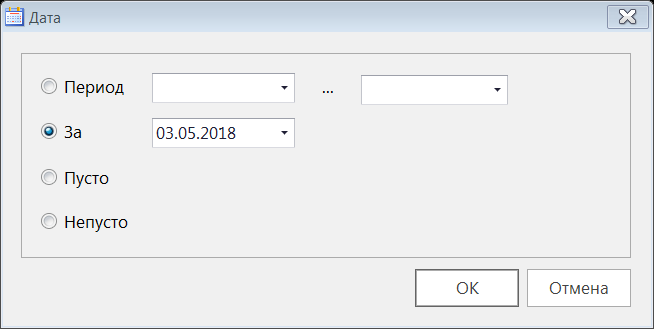 Дата
Период ...
За 03.05.2018
Пусто
Непусто
OK Отмена